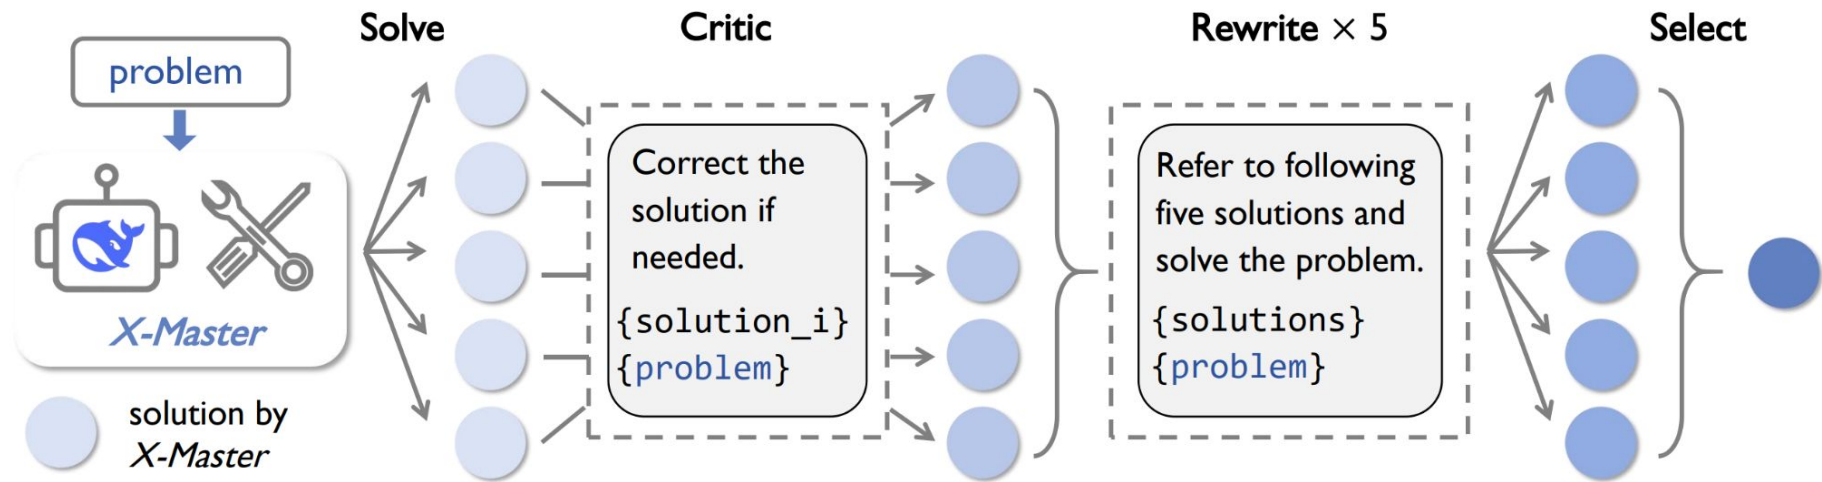 Solve
Critic
Rewrite × 5
Select
problem
X-Master
solution by
X-Master
Correct the
solution if
needed.
{solution_i}
{problem}
Refer to following
five solutions and
solve the problem.
{solutions}
{problem}